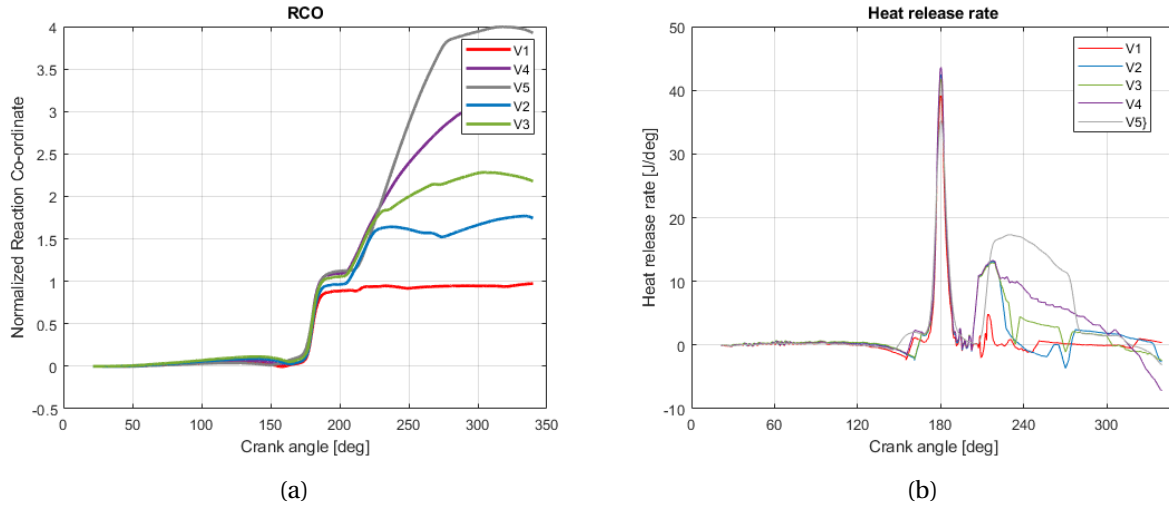 RCO
4
3.5
3
2.5
2
1.5
1
0.5
0
-0.5
Normalized Reaction Co-ordinate
V1
V4
V5
V2
V3
0 50 100 150 200 250 300 350
Crank angle [deg]
(a)
Heat release rate
50
40
30
20
10
0
-10
Heat release rate [J/deg]
V1
V2
V3
V4
V5}
0 60 120 180 240 300
Crank angle [deg]
(b)